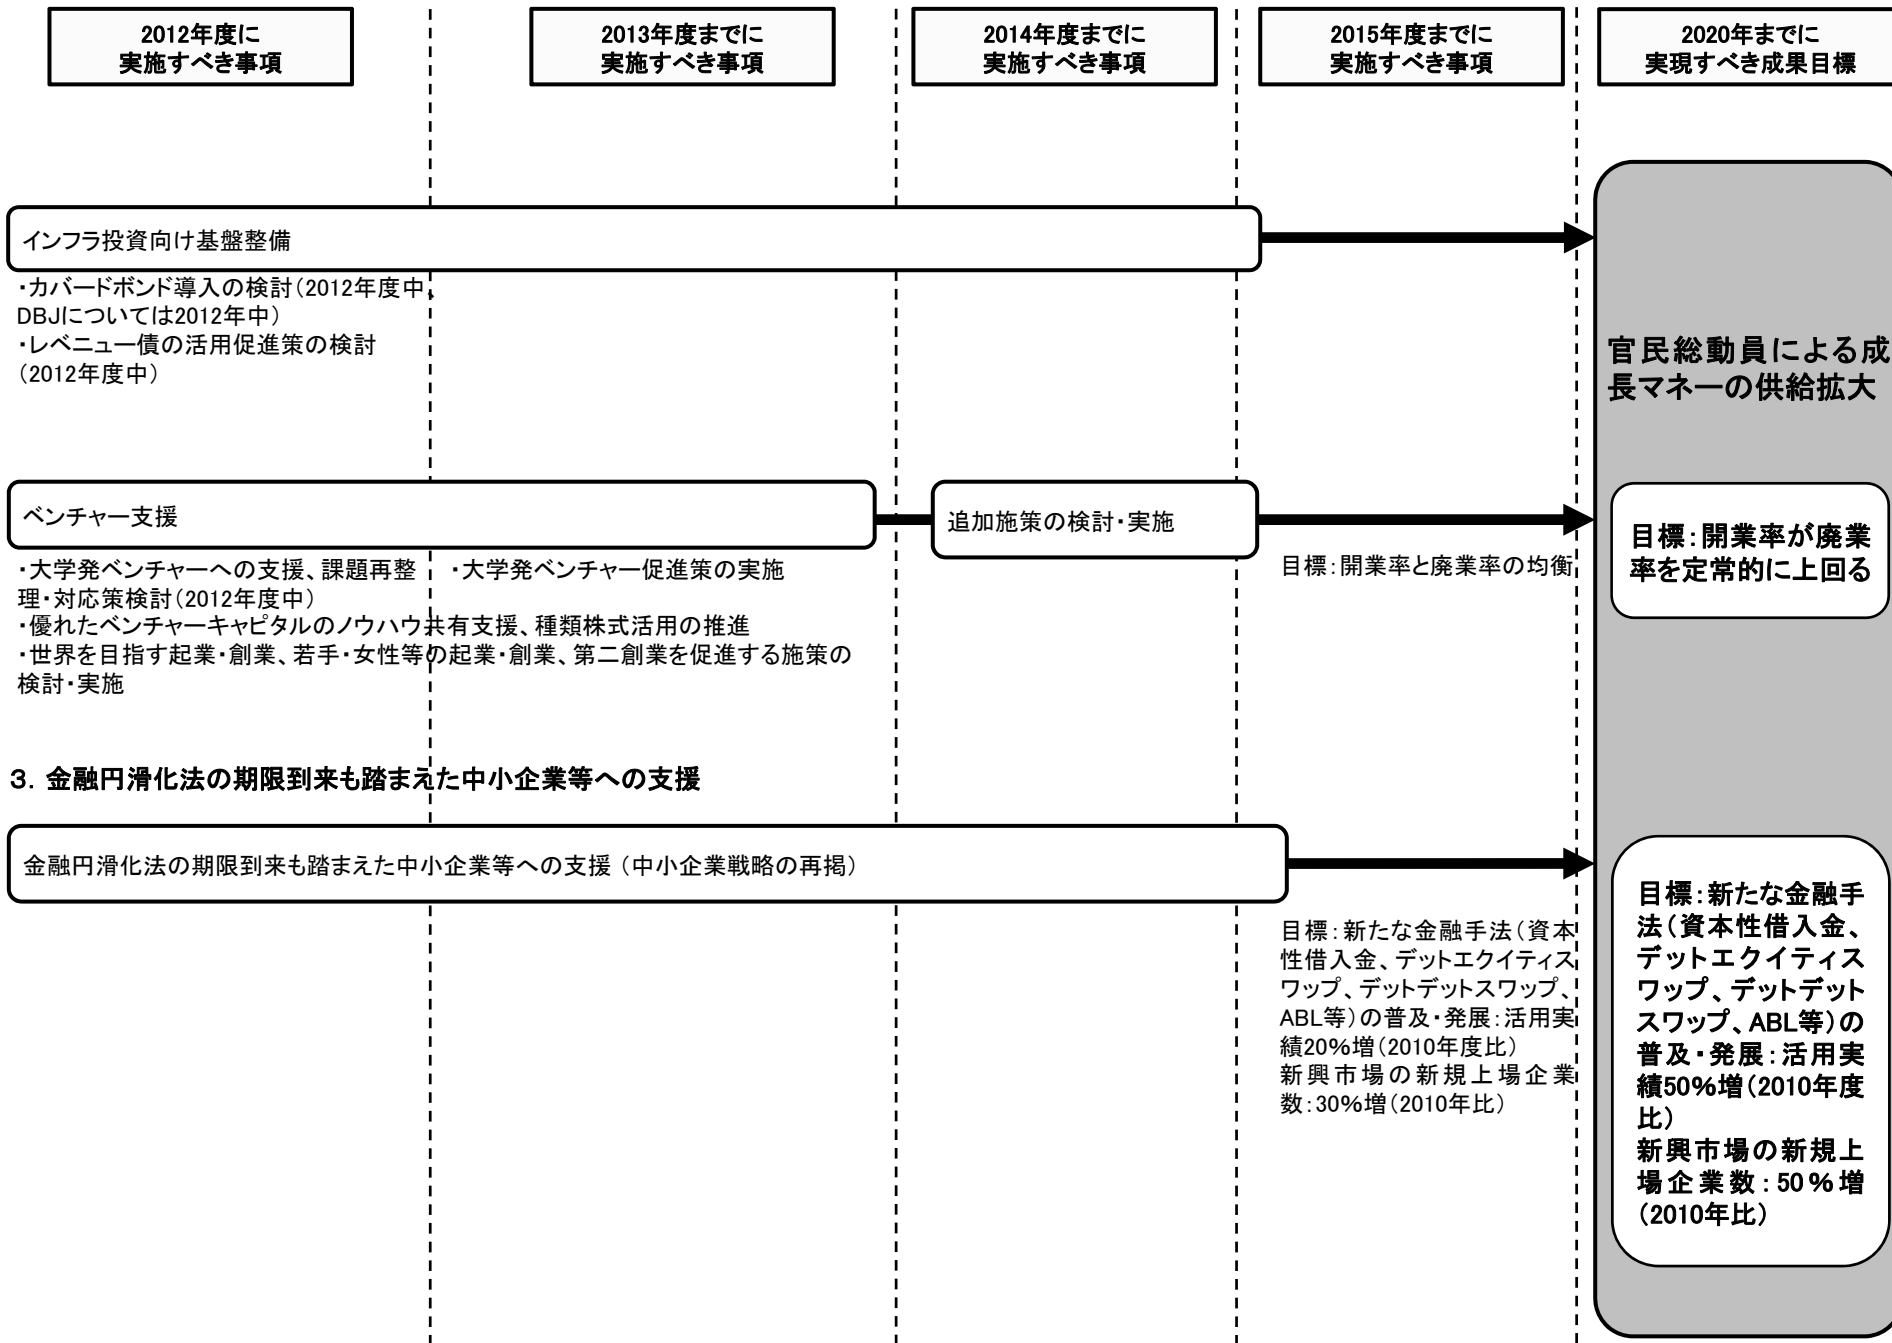 2012年度に
実施すべき事項
2013年度までに
実施すべき事項
2014年度までに
実施すべき事項
2015年度までに
実施すべき事項
2020年までに
実現すべき成果目標
インフラ投資向け基盤整備
・カバードボンド導入の検討（2012年度中、
DBJについては2012年中）
・レベニュー債の活用促進策の検討
（2012年度中）
官民総動員による成
長マネーの供給拡大
ベンチャー支援
追加施策の検討・実施
・大学発ベンチャーへの支援、課題再整
理・対応策検討（2012年度中）
・大学発ベンチャー促進策の実施
・優れたベンチャーキャピタルのノウハウ共有支援、種類株式活用の推進
・世界を目指す起業・創業、若手・女性等の起業・創業、第二創業を促進する施策の
検討・実施
目標：開業率と廃業率の均衡
目標：開業率が廃業
率を定常的に上回る
３．金融円滑化法の期限到来も踏まえた中小企業等への支援
金融円滑化法の期限到来も踏まえた中小企業等への支援（中小企業戦略の再掲）
目標：新たな金融手法（資本
性借入金、デットエクイティス
ワップ、デットデットスワップ、
ABL等）の普及・発展：活用実
績20％増（2010年度比）
新興市場の新規上場企業
数：30％増（2010年比）
目標：新たな金融手
法（資本性借入金、
デットエクイティス
ワップ、デットデット
スワップ、ABL等）の
普及・発展：活用実
績50％増（2010年度
比）
新興市場の新規上
場企業数：50％増
（2010年比）